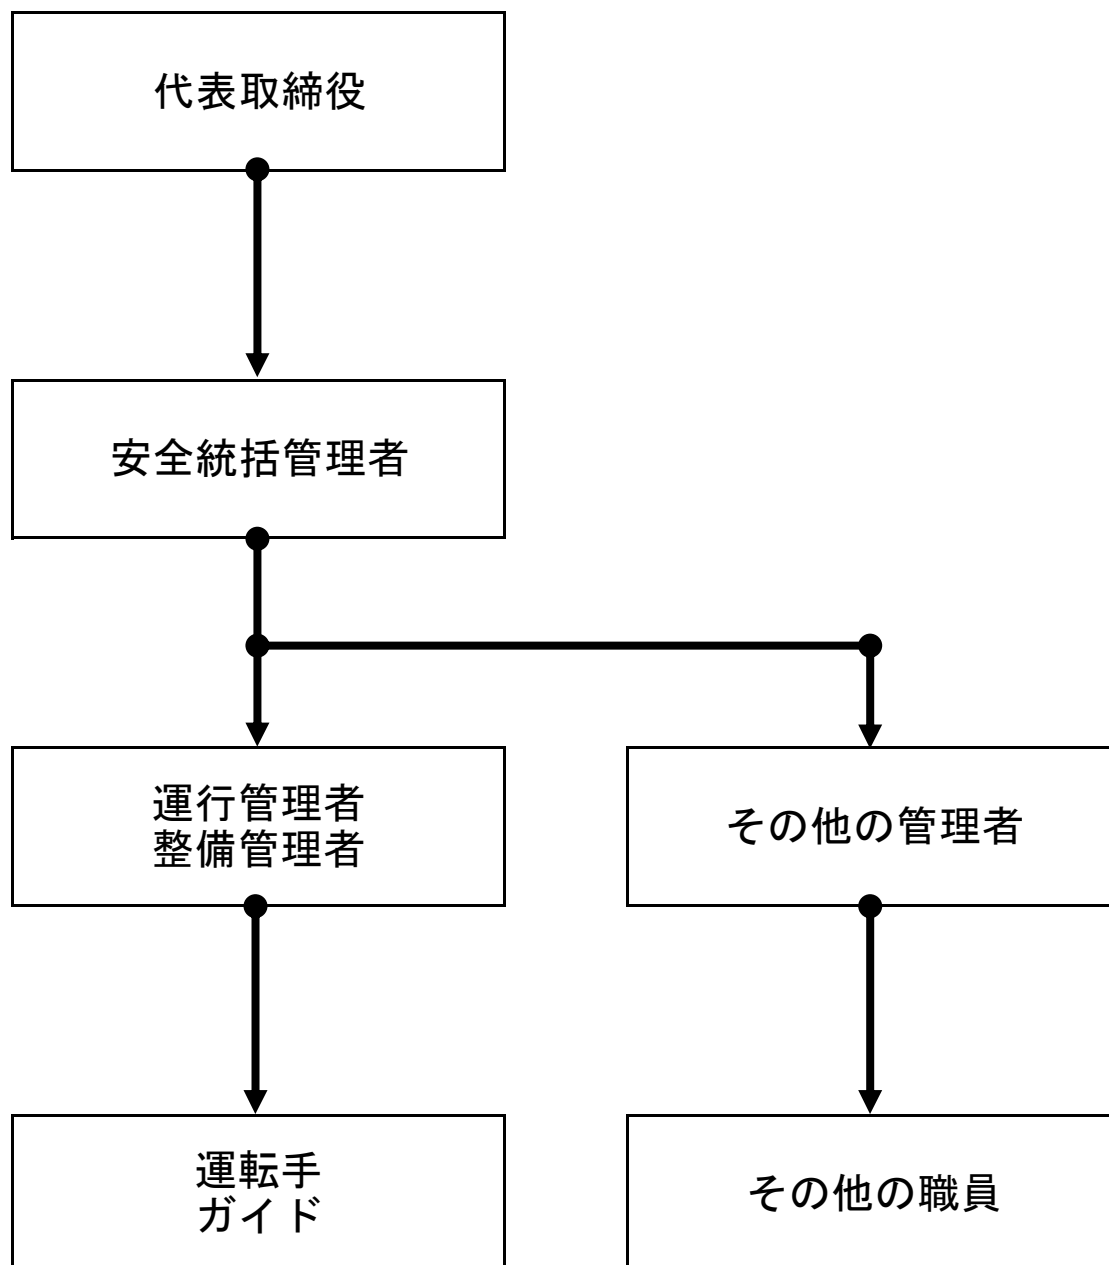 代表取締役
安全統括管理者
運行管理者
整備管理者
その他の管理者
運転手
ガイド
その他の職員